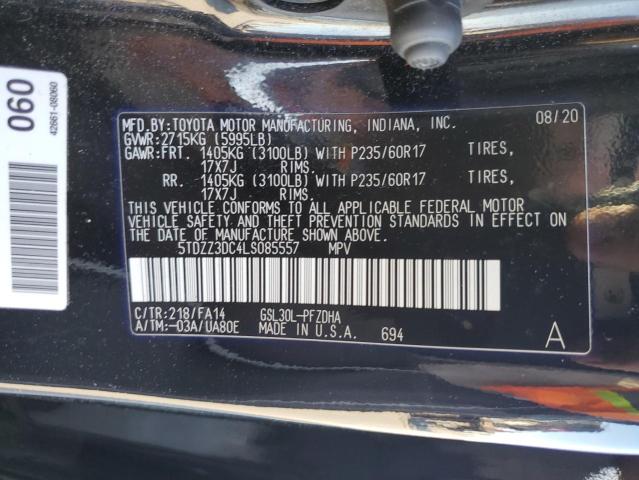 060
42661-08060
MFD.BY:TOYOTA MOTOR MANUFACTURING, INDIANA, INC. 08/20
GVWR:2715KG (5995LB)
GAWR:FRT. 1405KG (3100LB) WITH P235/60R17 TIRES,
17X7J RIMS.
RR. 1405KG (3100LB) WITH P235/60R17 TIRES,
17X7J RIMS.
THIS VEHICLE CONFORMS TO ALL APPLICABLE FEDERAL MOTOR
VEHICLE SAFETY AND THEFT PREVENTION STANDARDS IN EFFECT ON
THE DATE OF MANUFACTURE SHOWN ABOVE.
5TDZZ3DC4LS085557 MPV
C/TR:218/FA14 GSL30L-PFZDHA
A/TM:-03A/UA80E MADE IN U.S.A. 694 A